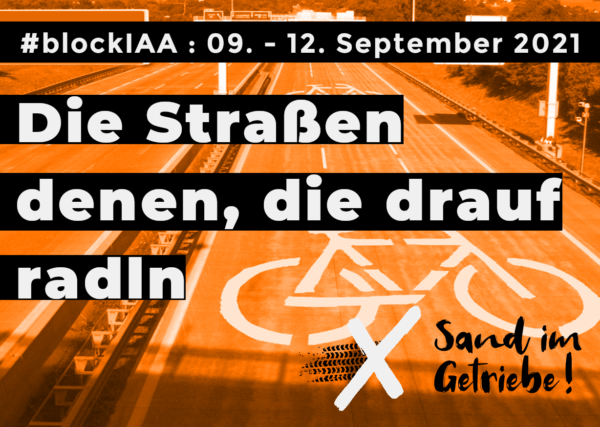 #blockIAA : 09. - 12. September 2021
Die Straßen
denen, die drauf
radln
Sand im
Getriebe!